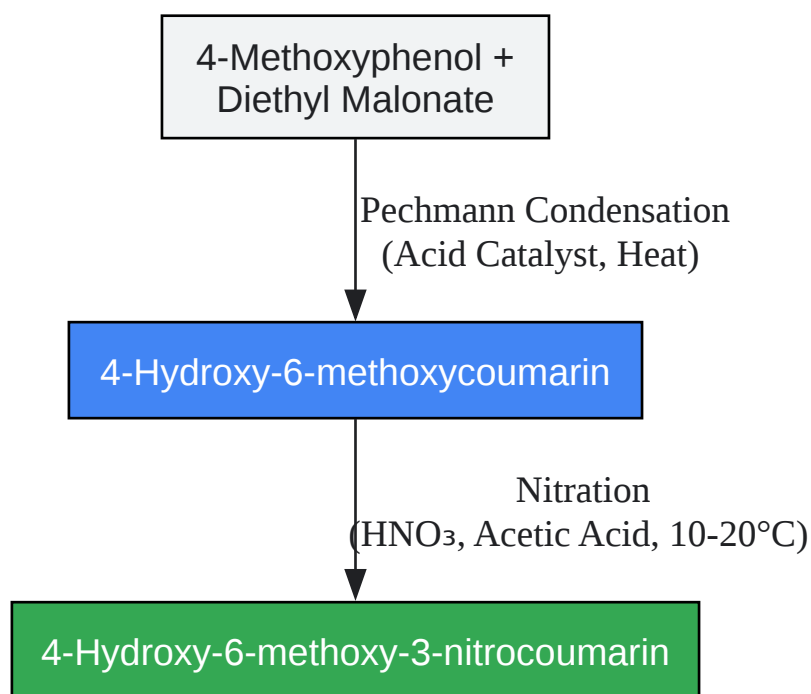 4-Methoxyphenol +
Diethyl Malonate
Pechmann Condensation
(Acid Catalyst, Heat)
4-Hydroxy-6-methoxycoumarin
Nitration
(HNO₃, Acetic Acid, 10-20°C)
4-Hydroxy-6-methoxy-3-nitrocoumarin